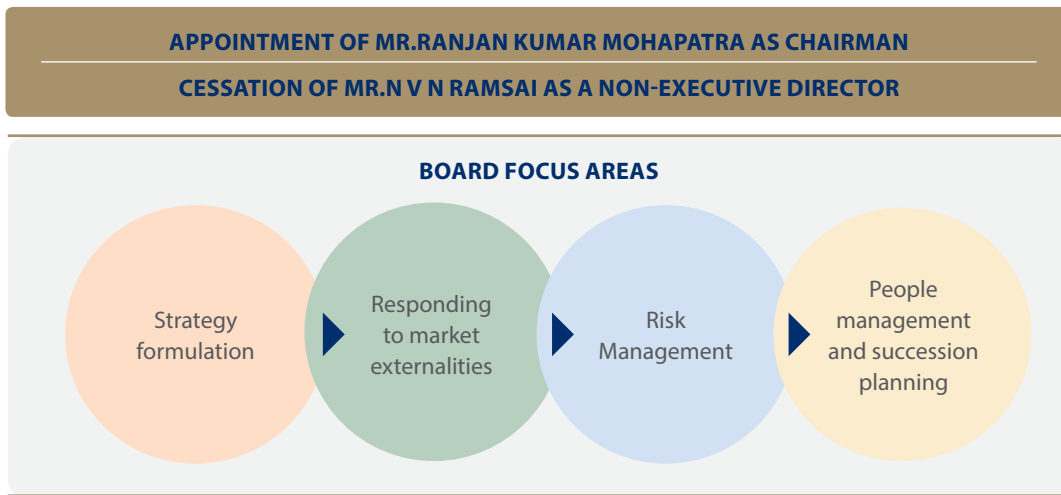 APPOINTMENT OF MR.RANJAN KUMAR MOHAPATRA AS CHAIRMAN
CESSATION OF MR.N V N RAMSAI AS A NON-EXECUTIVE DIRECTOR
BOARD FOCUS AREAS
Strategy
formulation
Responding
to market
externalities
Risk
Management
People
management
and succession
planning